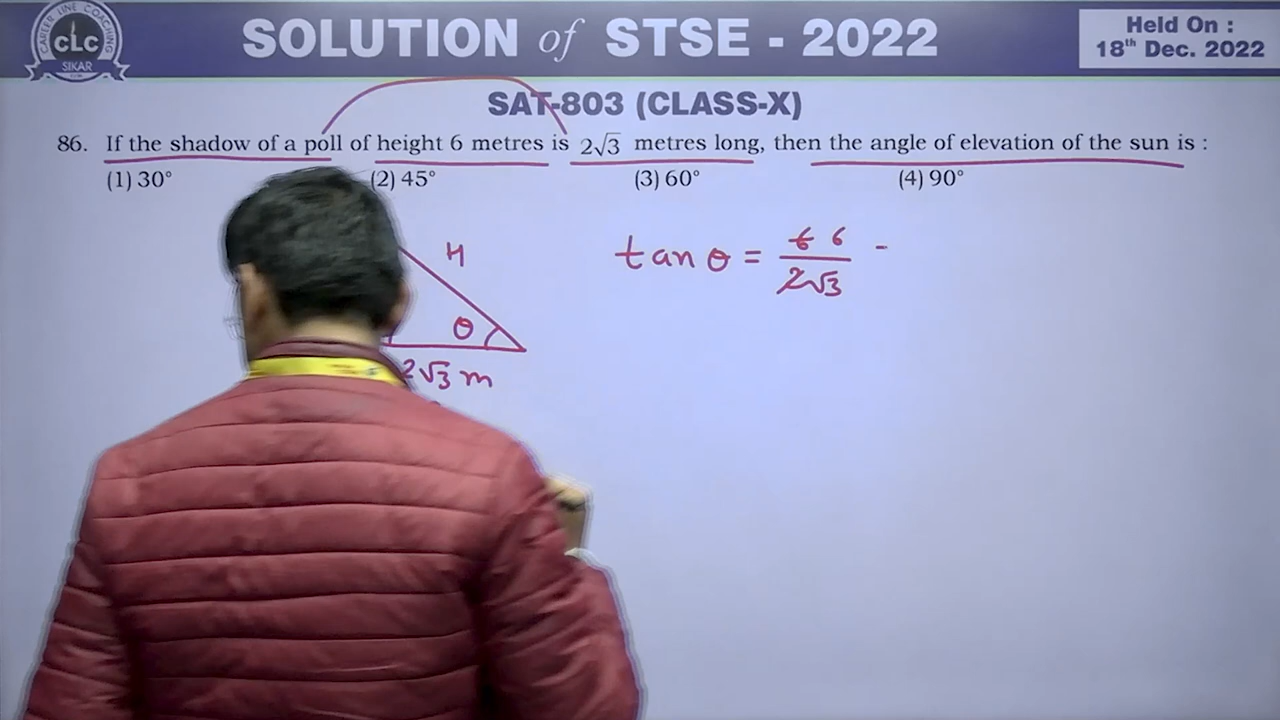 CAREER LINE COACHING
CLC
SIKAR
SOLUTION of STSE - 2022
Held On :
18th Dec. 2022
SAT-803 (CLASS-X)
86. If the shadow of a poll of height 6 metres is 2√3 metres long, then the angle of elevation of the sun is :
(1) 30° (2) 45° (3) 60° (4) 90°
H
tan θ = 6 / 2√3 -
θ
2√3 m